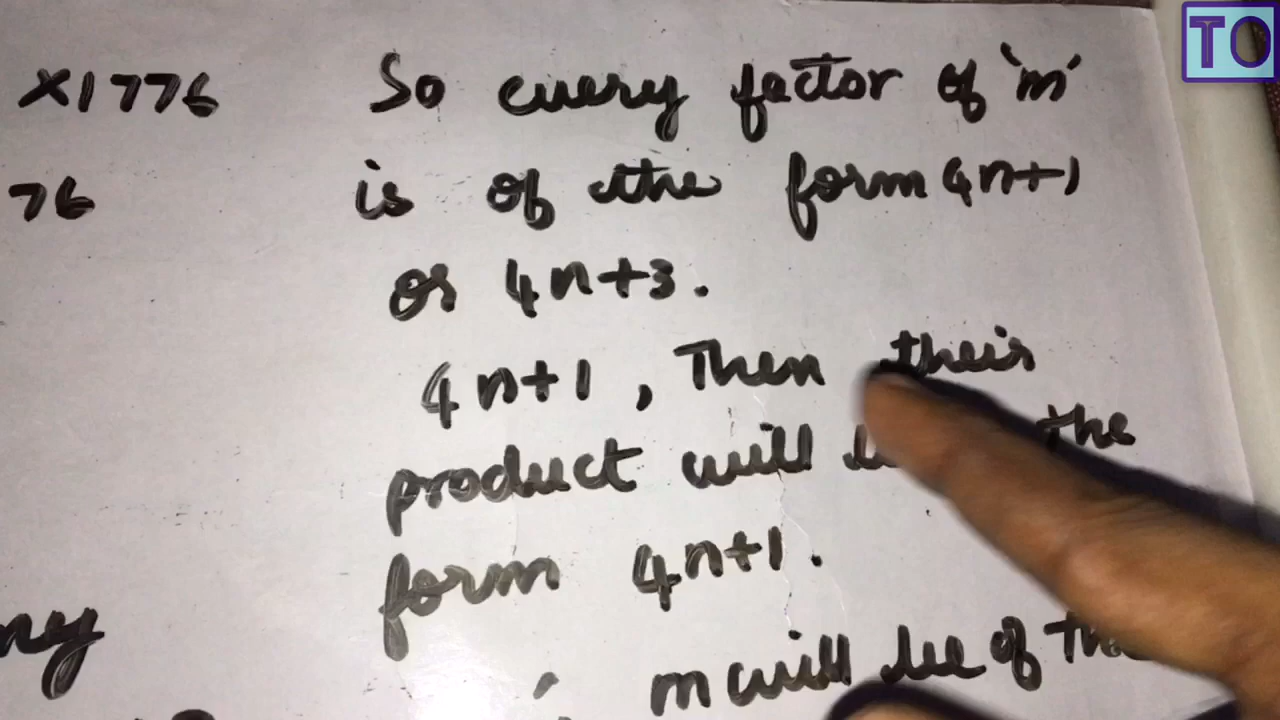 TO
x1776
76
So every factor of 'm'
is of the form 4n+1
or 4n+3.
4n+1, Then their
product will the
form 4n+1.
m will be of